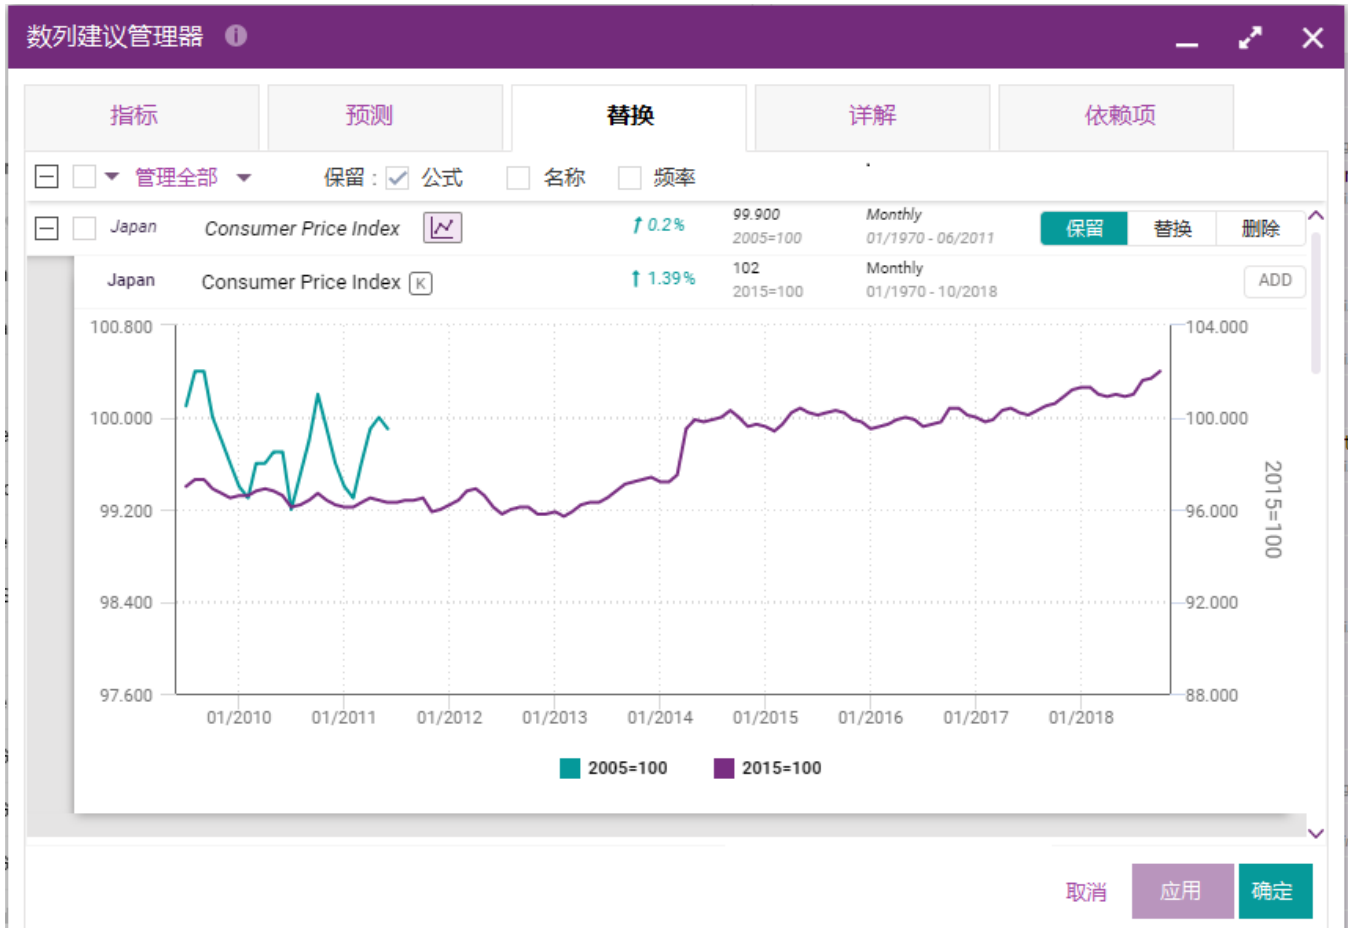 数列建议管理器
指标 预测 替换 详解 依赖项
管理全部 保留 : 公式 名称 频率
Japan Consumer Price Index 0.2% 99.900 Monthly 保留 替换 删除
2005=100 01/1970 - 06/2011
Japan Consumer Price Index K 1.39% 102 Monthly ADD
2015=100 01/1970 - 10/2018
100.800 104.000
100.000 100.000
99.200 96.000
2015=100
98.400 92.000
97.600 88.000
01/2010 01/2011 01/2012 01/2013 01/2014 01/2015 01/2016 01/2017 01/2018
2005=100 2015=100
取消 应用 确定